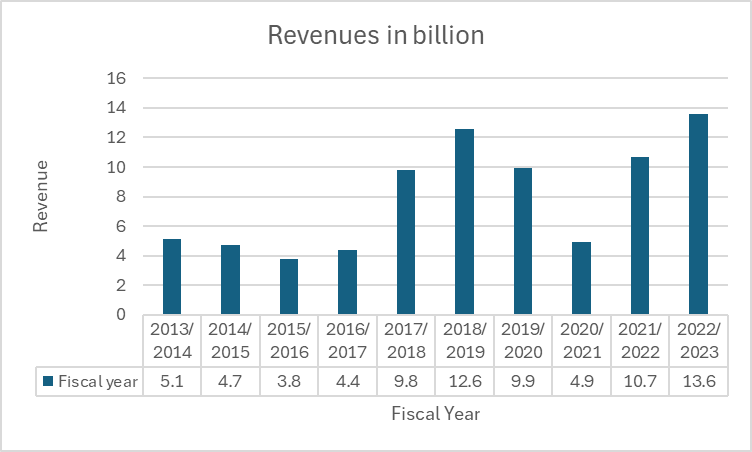 Revenues in billion
16
14
12
10
8
6
4
2
0
Revenue
2013/ 2014/ 2015/ 2016/ 2017/ 2018/ 2019/ 2020/ 2021/ 2022/
2014 2015 2016 2017 2018 2019 2020 2021 2022 2023
Fiscal year 5.1 4.7 3.8 4.4 9.8 12.6 9.9 4.9 10.7 13.6
Fiscal Year